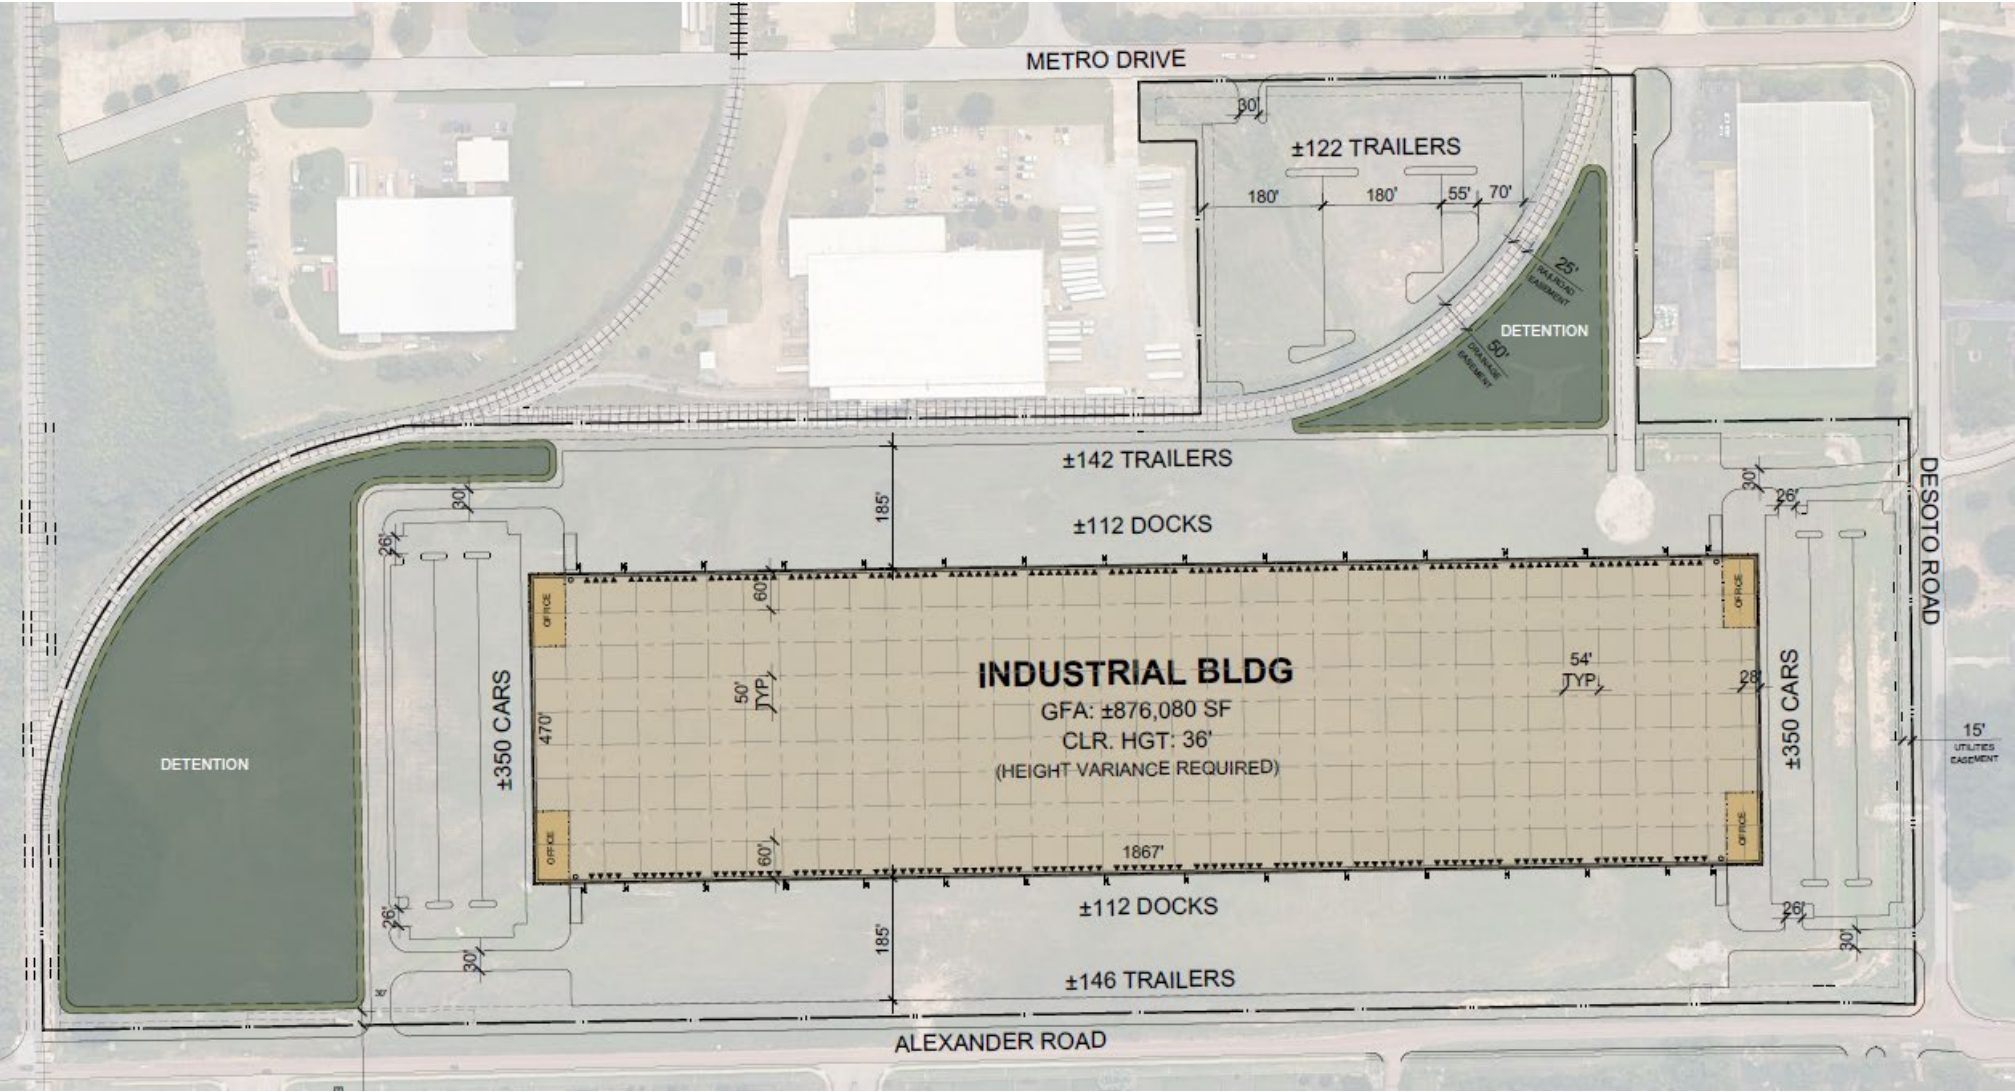 METRO DRIVE
30'
±122 TRAILERS
180'
180'
55'
70'
25'
RAILROAD
EASEMENT
DETENTION
50'
DRAINAGE
EASEMENT
±142 TRAILERS
185'
±112 DOCKS
30'
26'
30'
26'
DESOTO ROAD
OFFICE
60'
OFFICE
INDUSTRIAL BLDG
GFA: ±876,080 SF
CLR. HGT: 36'
(HEIGHT VARIANCE REQUIRED)
50'
TYP.
54'
TYP.
28'
±350 CARS
470'
±350 CARS
15'
UTILITIES
EASEMENT
DETENTION
OFFICE
60'
1867'
OFFICE
26'
30'
185'
±112 DOCKS
±146 TRAILERS
26'
30'
30'
ALEXANDER ROAD